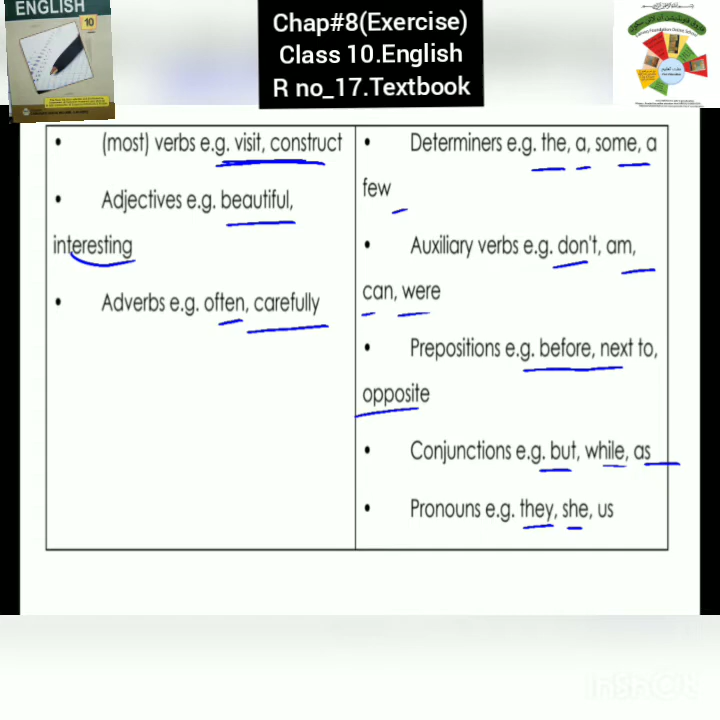 ENGLISH
10
Chap#8(Exercise)
Class 10.English
R no_17.Textbook
• (most) verbs e.g. visit, construct
• Adjectives e.g. beautiful,
interesting
• Adverbs e.g. often, carefully
• Determiners e.g. the, a, some, a
few
• Auxiliary verbs e.g. don't, am,
can, were
• Prepositions e.g. before, next to,
opposite
• Conjunctions e.g. but, while, as
• Pronouns e.g. they, she, us